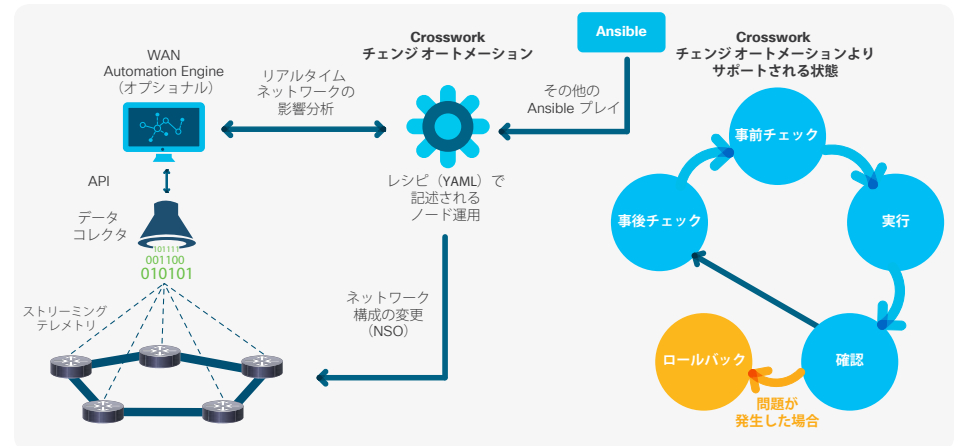 WAN
Automation Engine
（オプショナル）
API
データ
コレクタ
101111
001100
010101
ストリーミング
テレメトリ
リアルタイム
ネットワークの
影響分析
Crosswork
チェンジ オートメーション
レシピ（YAML）で
記述される
ノード運用
ネットワーク
構成の変更
（NSO）
Ansible
その他の
Ansible プレイ
Crosswork
チェンジ オートメーションより
サポートされる状態
事前チェック
実行
確認
事後チェック
ロールバック
問題が
発生した場合